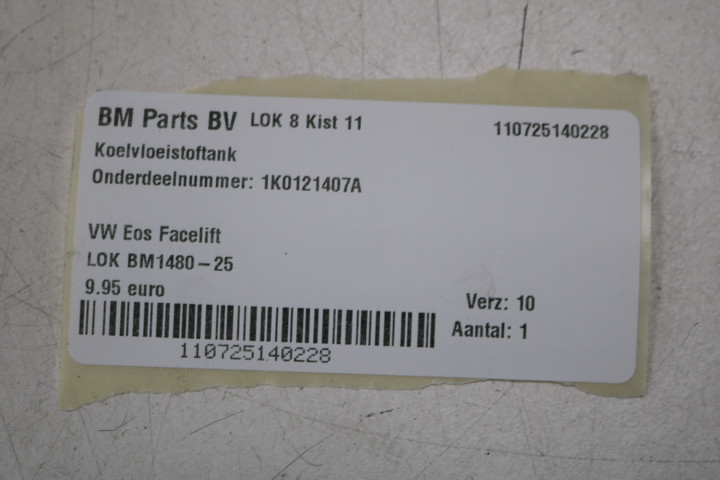 BM Parts BV LOK 8 Kist 11 110725140228
Koelvloeistoftank
Onderdeelnummer: 1K0121407A
VW Eos Facelift
LOK BM1480-25
9.95 euro
Verz: 10
Aantal: 1
110725140228